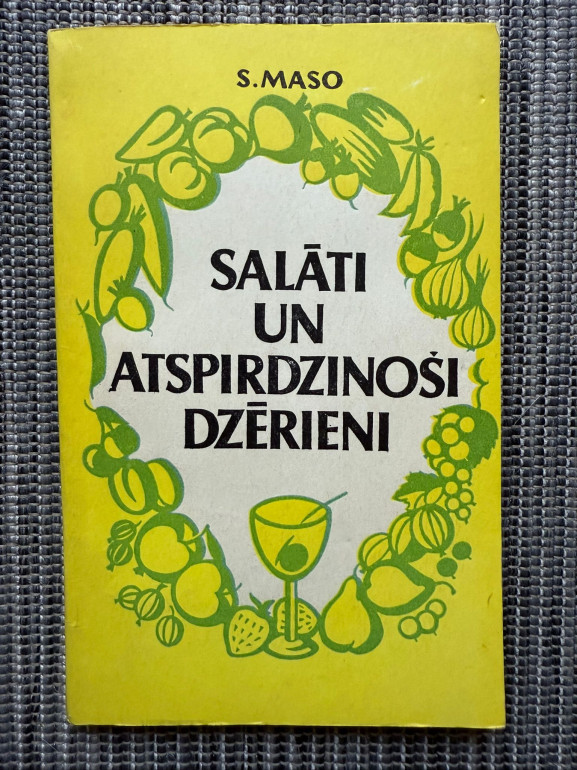 S.MASO
SALĀTI
UN
ATSPIRDZINOŠI
DZĒRIENI